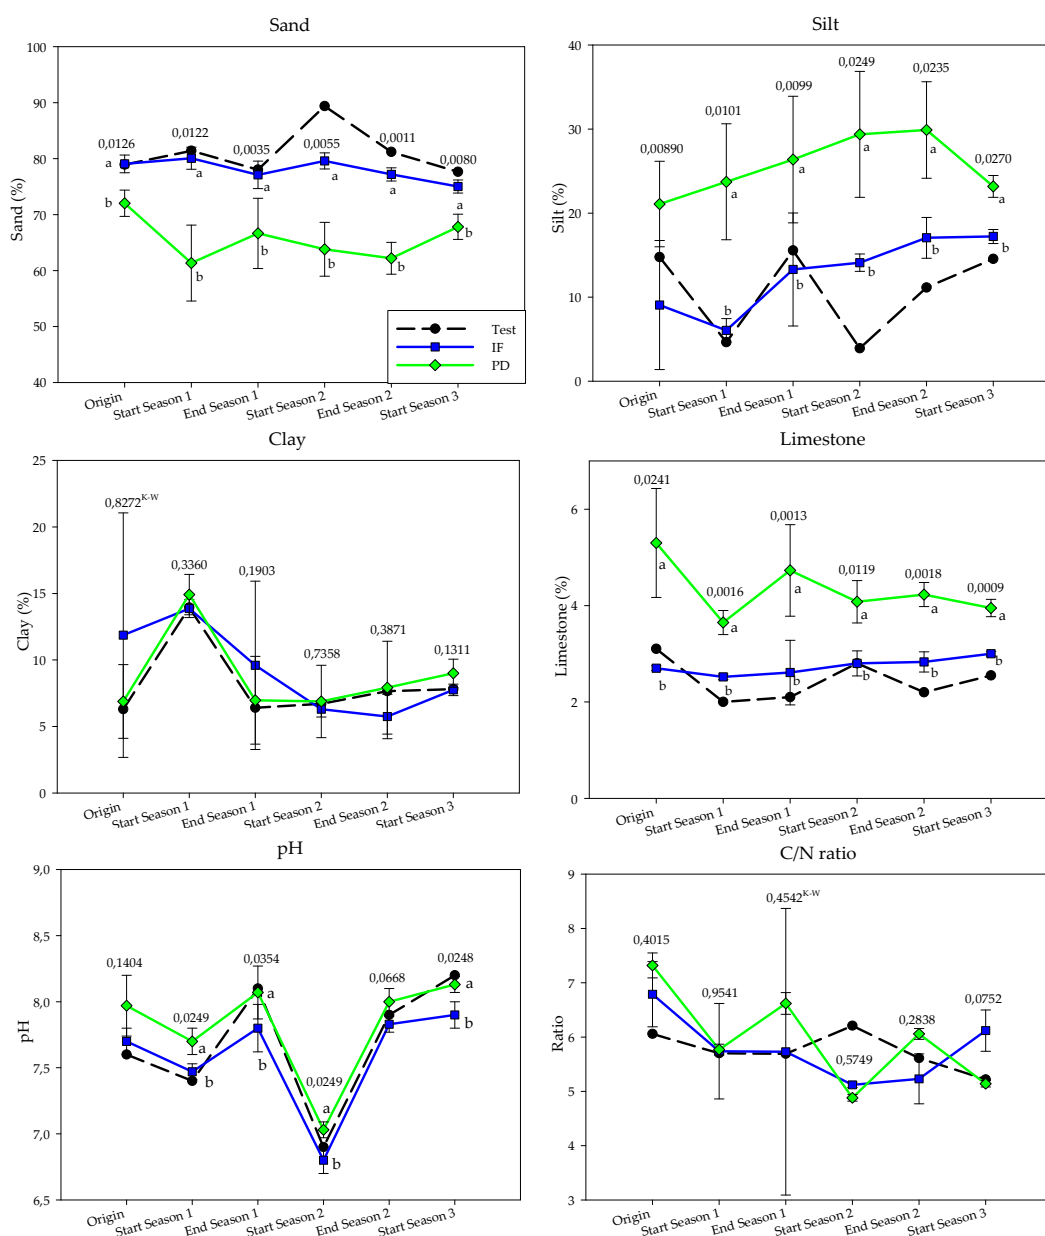 Sand
Sand (%)
100
90
80
70
60
50
40
0,0126
0,0122
0,0035
0,0055
0,0011
0,0080
a
a
a
a
a
a
b
b
b
b
b
b
Test
IF
PD
Origin
Start Season 1
End Season 1
Start Season 2
End Season 2
Start Season 3
Silt
Silt (%)
40
30
20
10
0
0,00890
0,0101
0,0099
0,0249
0,0235
0,0270
a
a
a
a
a
b
b
b
b
b
Origin
Start Season 1
End Season 1
Start Season 2
End Season 2
Start Season 3
Clay
Clay (%)
25
20
15
10
5
0
0,8272K-W
0,3360
0,1903
0,7358
0,3871
0,1311
Origin
Start Season 1
End Season 1
Start Season 2
End Season 2
Start Season 3
Limestone
Limestone (%)
6
4
2
0
0,0241
0,0016
0,0013
0,0119
0,0018
0,0009
a
a
a
a
a
a
b
b
b
b
b
b
Origin
Start Season 1
End Season 1
Start Season 2
End Season 2
Start Season 3
pH
pH
9,0
8,5
8,0
7,5
7,0
6,5
0,1404
0,0249
0,0354
0,0249
0,0668
0,0248
a
a
a
a
b
b
b
b
Origin
Start Season 1
End Season 1
Start Season 2
End Season 2
Start Season 3
C/N ratio
Ratio
9
8
7
6
5
4
3
0,4015
0,9541
0,4542K-W
0,5749
0,2838
0,0752
Origin
Start Season 1
End Season 1
Start Season 2
End Season 2
Start Season 3